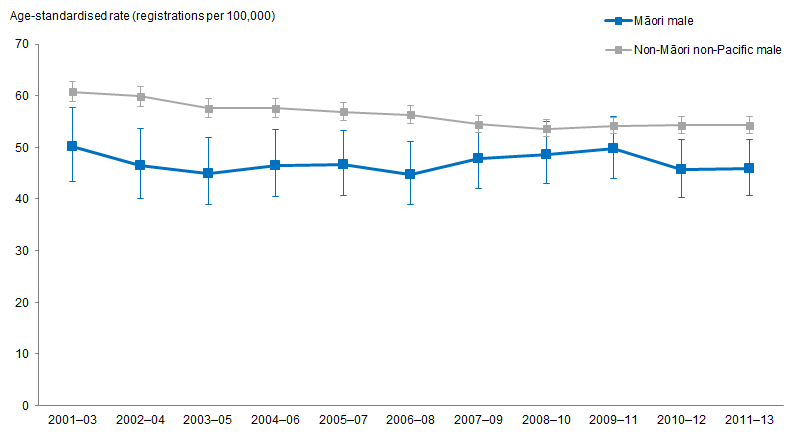 Age-standardised rate (registrations per 100,000)
Māori male
Non-Māori non-Pacific male
70
60
50
40
30
20
10
0
2001–03 2002–04 2003–05 2004–06 2005–07 2006–08 2007–09 2008–10 2009–11 2010–12 2011–13